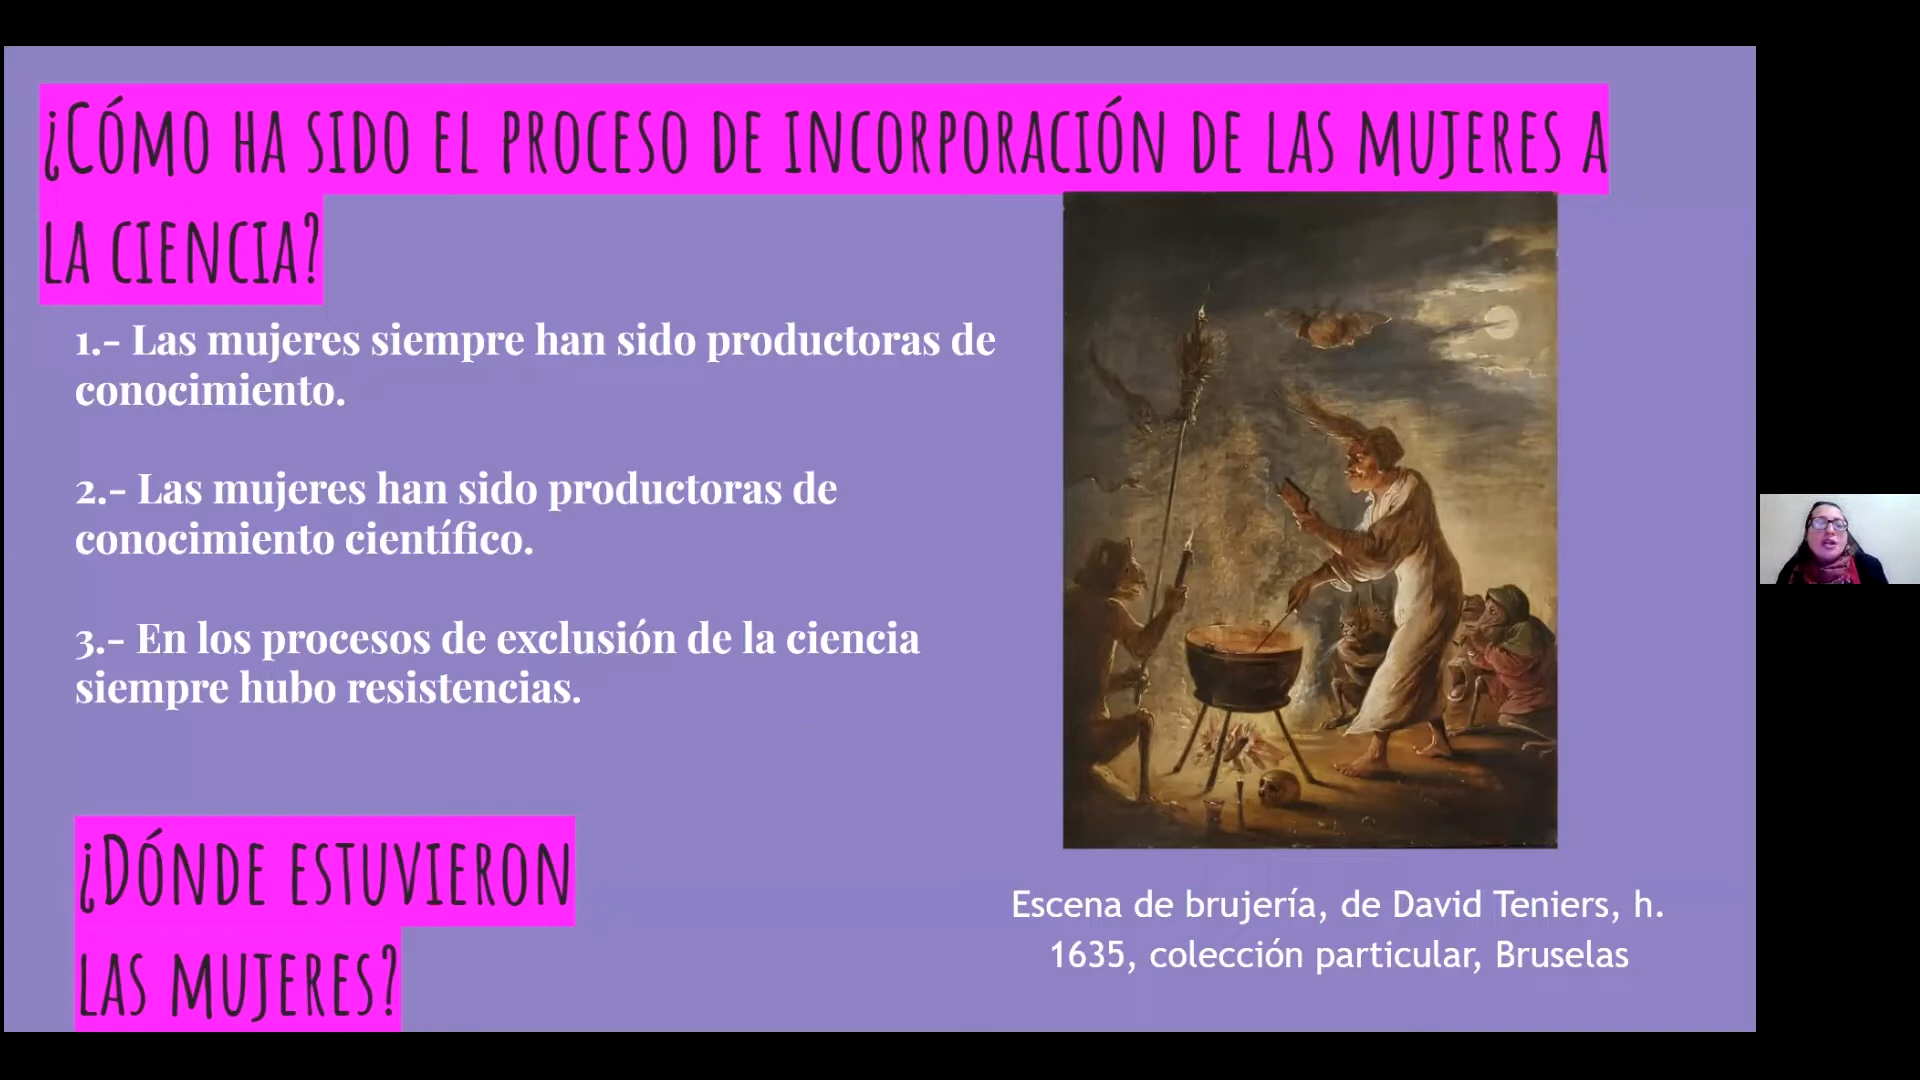 ¿Cómo ha sido el proceso de incorporación de las mujeres a
la ciencia?
1.- Las mujeres siempre han sido productoras de
conocimiento.
2.- Las mujeres han sido productoras de
conocimiento científico.
3.- En los procesos de exclusión de la ciencia
siempre hubo resistencias.
¿Dónde estuvieron
las mujeres?
Escena de brujería, de David Teniers, h.
1635, colección particular, Bruselas